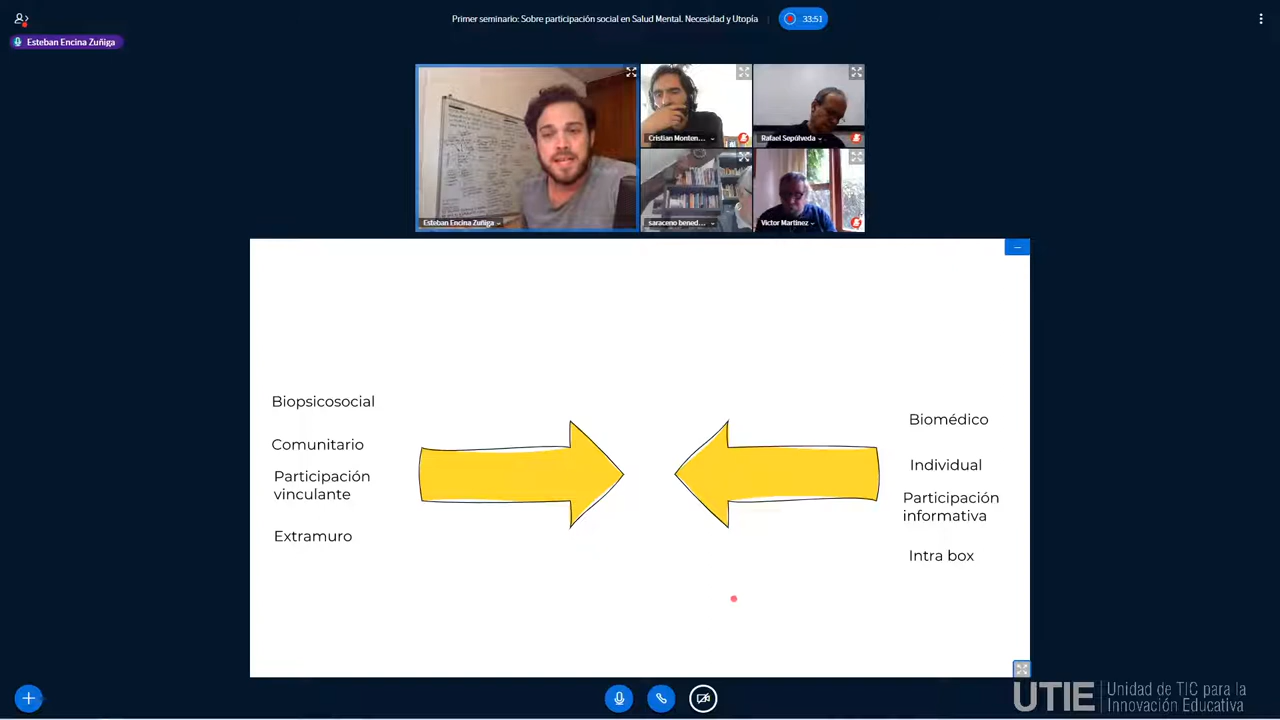 Primer seminario: Sobre participación social en Salud Mental. Necesidad y Utopía
33:51
Esteban Encina Zuñiga
Cristian Monten...
Rafael Sepúlveda
Esteban Encina Zuñiga
saraceno bened...
Victor Martínez
Biopsicosocial
Comunitario
Participación
vinculante
Extramuro
Biomédico
Individual
Participación
informativa
Intra box
UTIE
Unidad de TIC para la
Innovación Educativa